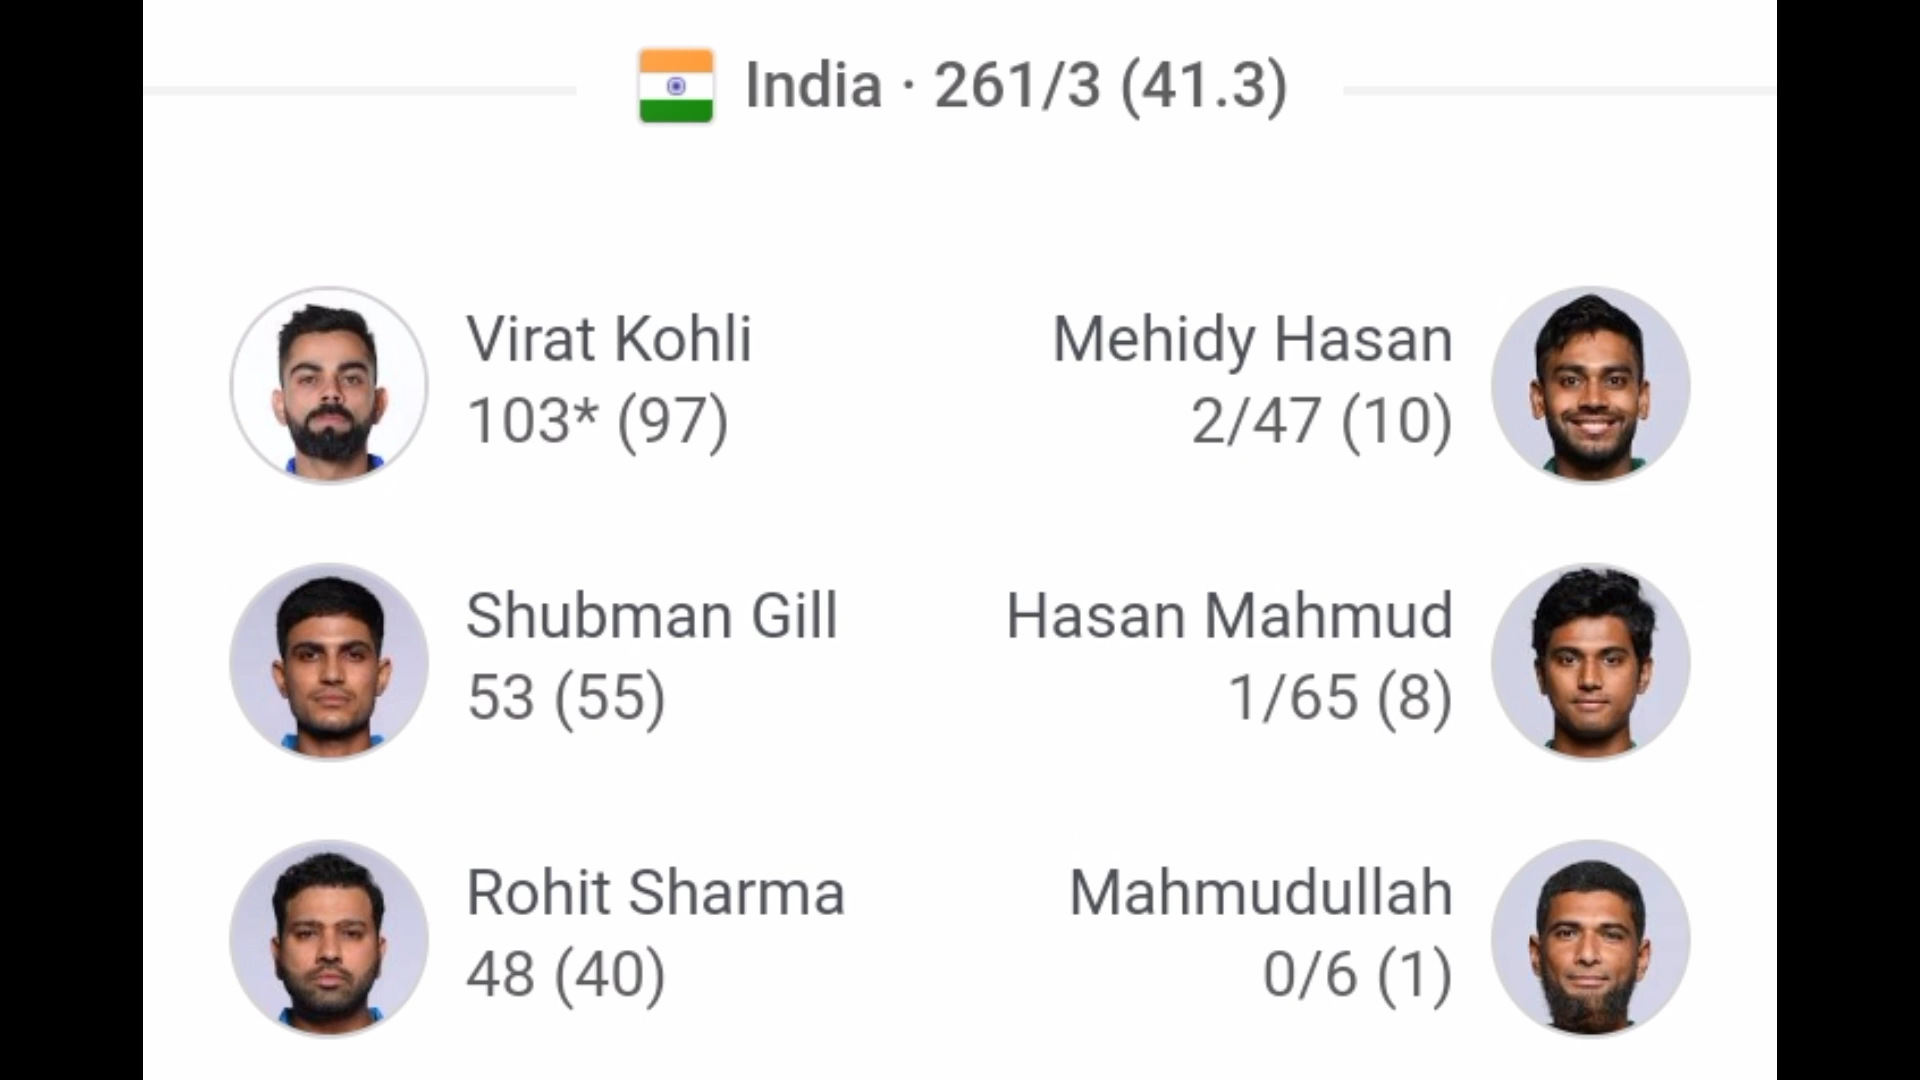 India · 261/3 (41.3)
Virat Kohli
103* (97)
Mehidy Hasan
2/47 (10)
Shubman Gill
53 (55)
Hasan Mahmud
1/65 (8)
Rohit Sharma
48 (40)
Mahmudullah
0/6 (1)